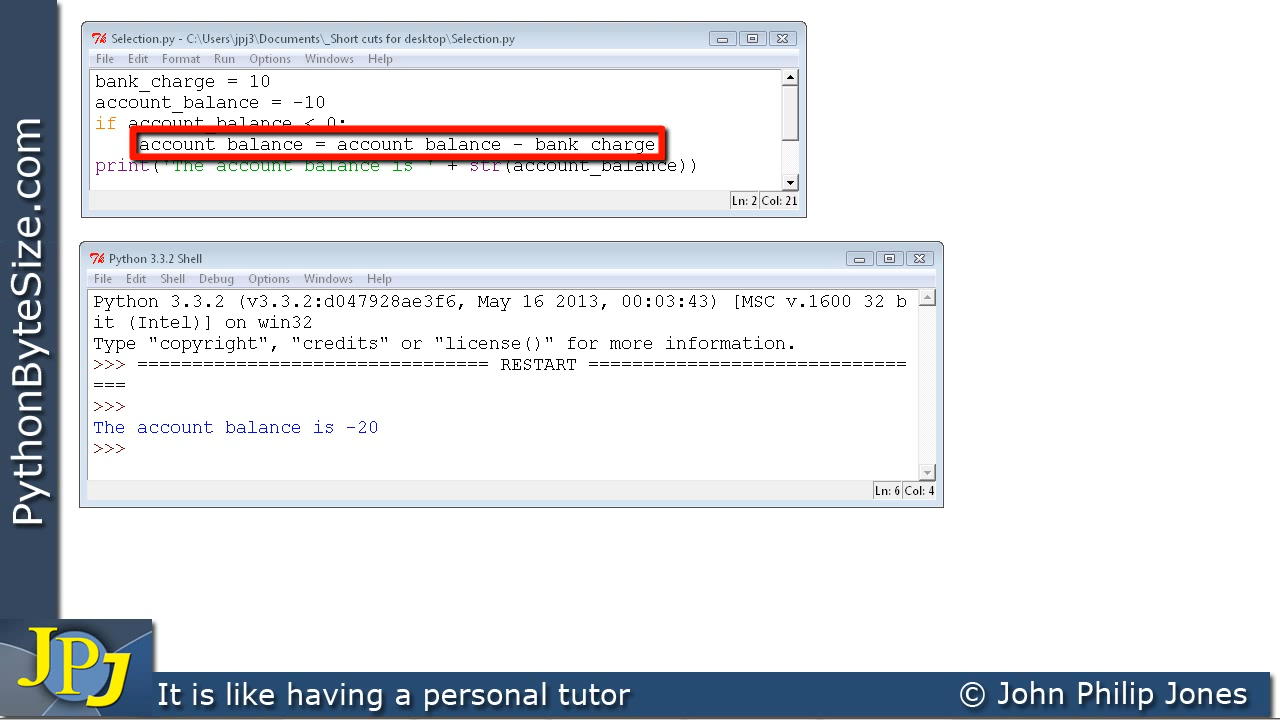 PythonByteSize.com
Selection.py - C:\Users\jpj3\Documents\_Short cuts for desktop\Selection.py
File Edit Format Run Options Windows Help
bank_charge = 10
account_balance = -10
if account_balance < 0:
account_balance = account_balance - bank_charge
print('The account balance is ' + str(account_balance))
Ln: 2 Col: 21
Python 3.3.2 Shell
File Edit Shell Debug Options Windows Help
Python 3.3.2 (v3.3.2:d047928ae3f6, May 16 2013, 00:03:43) [MSC v.1600 32 b
it (Intel)] on win32
Type "copyright", "credits" or "license()" for more information.
>>> ================================ RESTART =============================
===
>>>
The account balance is -20
>>>
Ln: 6 Col: 4
JPJ
It is like having a personal tutor
© John Philip Jones